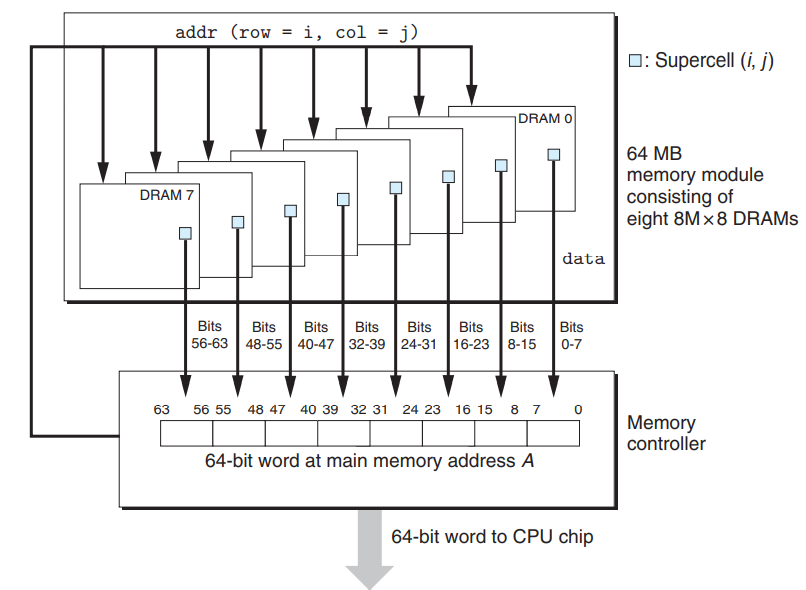 addr (row = i, col = j)
: Supercell (i, j)
DRAM 0
64 MB
memory module
consisting of
eight 8M×8 DRAMs
DRAM 7
data
Bits
56-63
Bits
48-55
Bits
40-47
Bits
32-39
Bits
24-31
Bits
16-23
Bits
8-15
Bits
0-7
63 56 55 48 47 40 39 32 31 24 23 16 15 8 7 0
Memory
controller
64-bit word at main memory address A
64-bit word to CPU chip